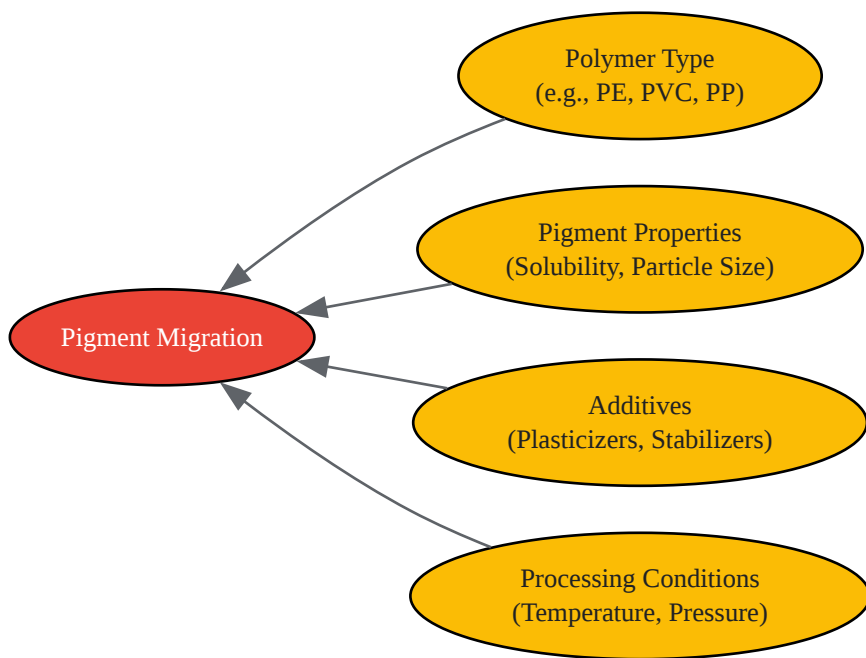 Polymer Type
(e.g., PE, PVC, PP)
Pigment Properties
(Solubility, Particle Size)
Pigment Migration
Additives
(Plasticizers, Stabilizers)
Processing Conditions
(Temperature, Pressure)